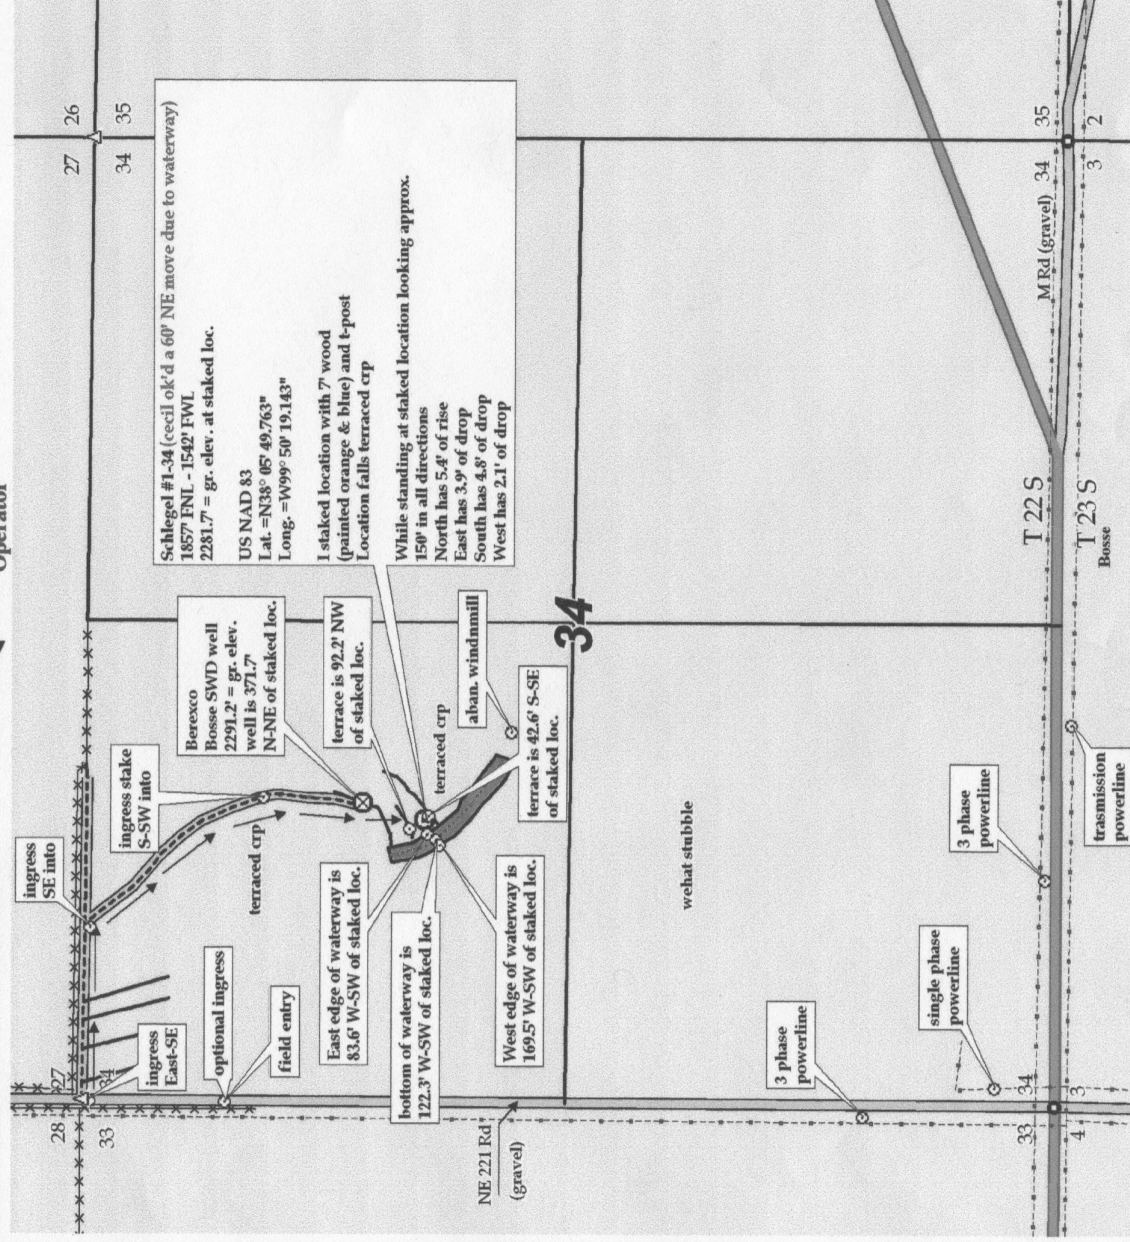 Operator
27
26
34
35
Schlegel #1-34 (cecil ok'd a 60' NE move due to waterway)
1857' FNL - 1542' FWL
2281.7' = gr. elev. at staked loc.
US NAD 83
Lat. =N38° 05' 49.763"
Long. =W99° 50' 19.143"
I staked location with 7' wood
(painted orange & blue) and t-post
Location falls terraced crp
While standing at staked location looking approx.
150' in all directions
North has 5.4' of rise
East has 3.9' of drop
South has 4.8' of drop
West has 2.1' of drop
Berexco
Bosse SWD well
2291.2' = gr. elev.
well is 371.7'
N-NE of staked loc.
terrace is 92.2' NW
of staked loc.
aban. windnmill
terraced crp
terrace is 42.6' S-SE
of staked loc.
ingress
SE into
ingress stake
S-SW into
terraced crp
East edge of waterway is
83.6' W-SW of staked loc.
bottom of waterway is
122.3' W-SW of staked loc.
West edge of waterway is
169.5' W-SW of staked loc.
28
27
33
34
ingress
East-SE
optional ingress
field entry
NE 221 Rd
(gravel)
34
wehat stubble
3 phase
powerline
single phase
powerline
3 phase
powerline
trasmission
powerline
33
34
4
3
T 22 S
T 23 S
Bosse
M Rd (gravel)
34
35
3
2